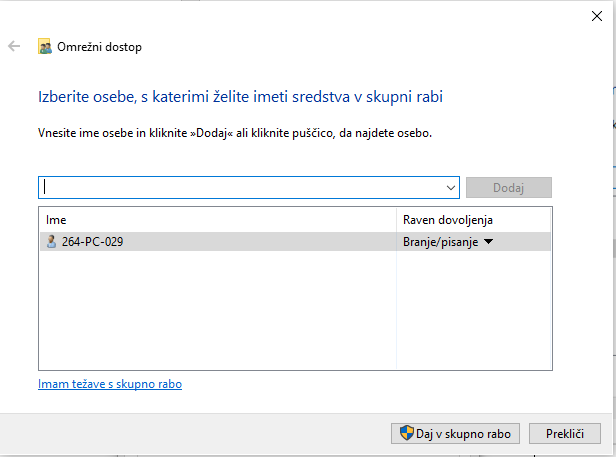 Omrežni dostop
Izberite osebe, s katerimi želite imeti sredstva v skupni rabi
Vnesite ime osebe in kliknite »Dodaj« ali kliknite puščico, da najdete osebo.
Dodaj
Ime Raven dovoljenja
264-PC-029 Branje/pisanje
Imam težave s skupno rabo
Daj v skupno rabo Prekliči